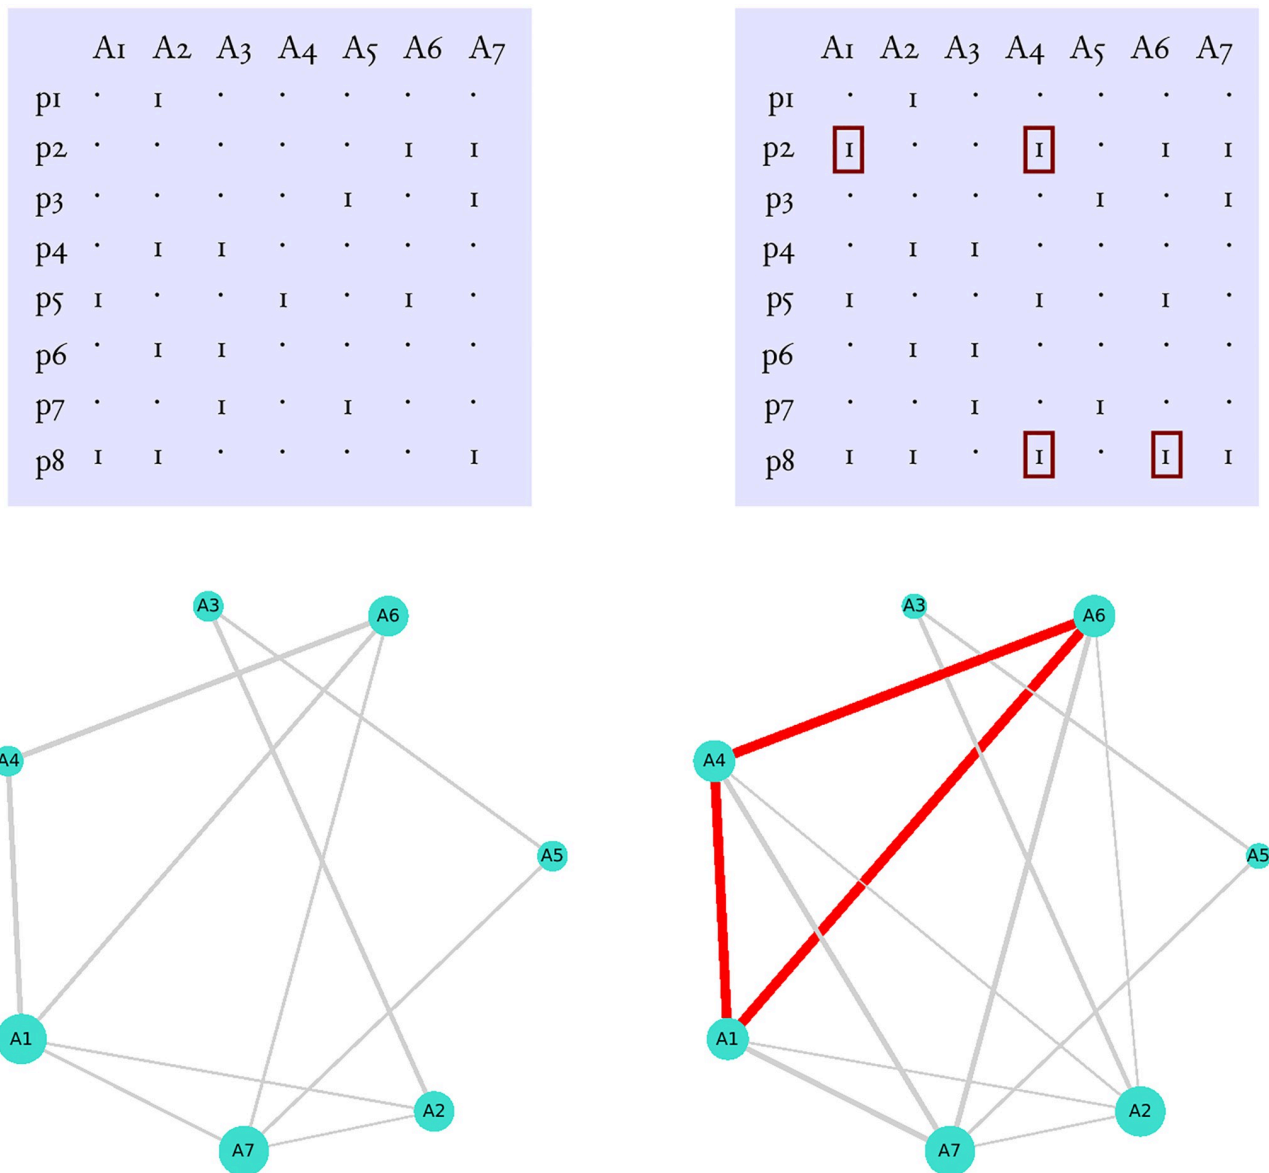 A1 A2 A3 A4 A5 A6 A7
p1 · 1 · · · · ·
p2 · · · · · 1 1
p3 · · · · 1 · 1
p4 · 1 1 · · · ·
p5 1 · · 1 · 1 ·
p6 · 1 1 · · · ·
p7 · · 1 · 1 · ·
p8 1 1 · · · · 1
A1 A2 A3 A4 A5 A6 A7
p1 · 1 · · · · ·
p2 1 · · 1 · 1 1
p3 · · · · 1 · 1
p4 · 1 1 · · · ·
p5 1 · · 1 · 1 ·
p6 · 1 1 · · · ·
p7 · · 1 · 1 · ·
p8 1 1 · 1 · 1 1
A3
A6
A4
A5
A1
A2
A7
A3
A6
A4
A5
A1
A2
A7